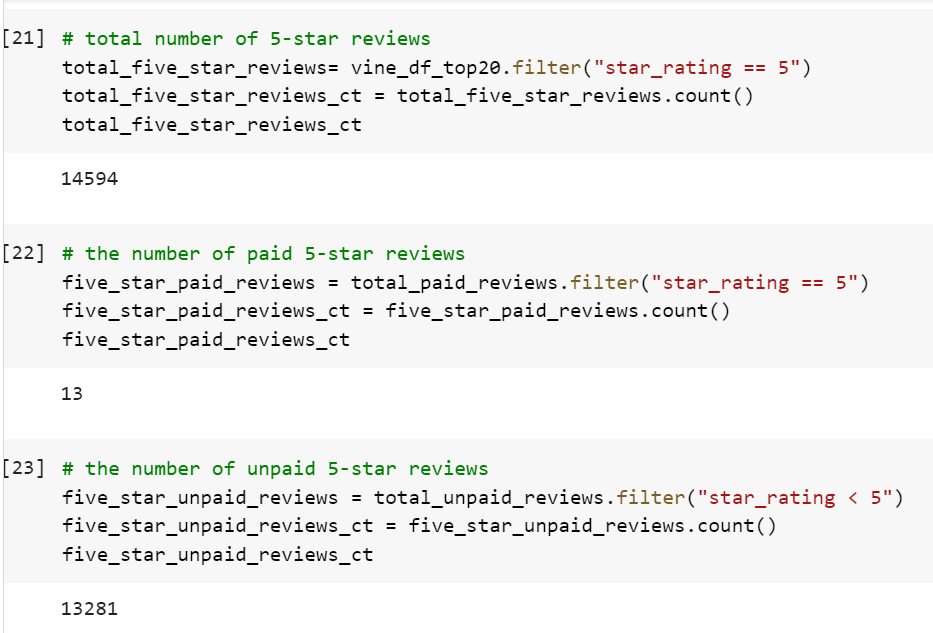 [21] # total number of 5-star reviews
total_five_star_reviews= vine_df_top20.filter("star_rating == 5")
total_five_star_reviews_ct = total_five_star_reviews.count()
total_five_star_reviews_ct
14594
[22] # the number of paid 5-star reviews
five_star_paid_reviews = total_paid_reviews.filter("star_rating == 5")
five_star_paid_reviews_ct = five_star_paid_reviews.count()
five_star_paid_reviews_ct
13
[23] # the number of unpaid 5-star reviews
five_star_unpaid_reviews = total_unpaid_reviews.filter("star_rating < 5")
five_star_unpaid_reviews_ct = five_star_unpaid_reviews.count()
five_star_unpaid_reviews_ct
13281